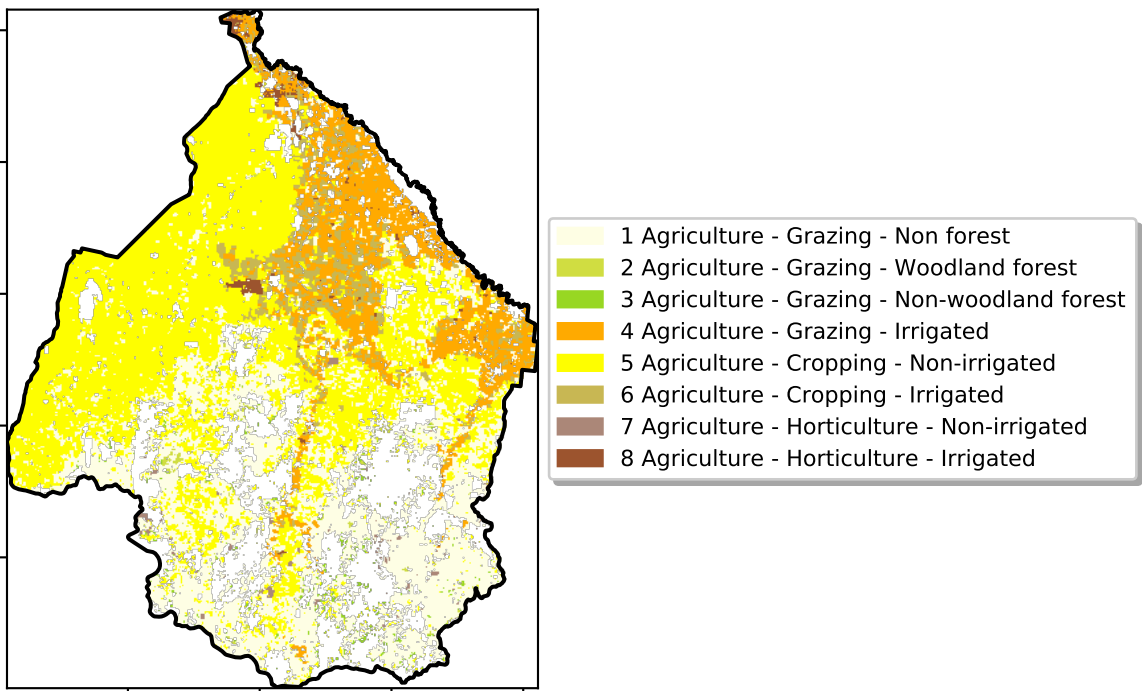 1 Agriculture - Grazing - Non forest
2 Agriculture - Grazing - Woodland forest
3 Agriculture - Grazing - Non-woodland forest
4 Agriculture - Grazing - Irrigated
5 Agriculture - Cropping - Non-irrigated
6 Agriculture - Cropping - Irrigated
7 Agriculture - Horticulture - Non-irrigated
8 Agriculture - Horticulture - Irrigated